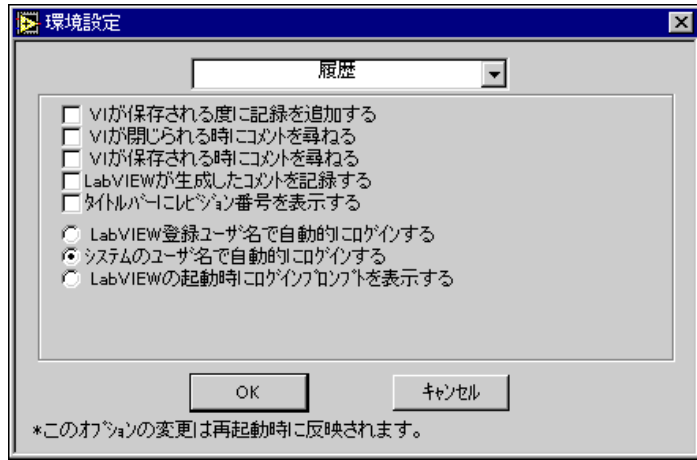 環境設定
履歴
VIが保存される度に記録を追加する
VIが閉じられる時にコメントを尋ねる
VIが保存される時にコメントを尋ねる
LabVIEWが生成したコメントを記録する
タイトルバーにレビジョン番号を表示する
LabVIEW登録ユーザ名で自動的にログインする
システムのユーザ名で自動的にログインする
LabVIEWの起動時にログインプロンプトを表示する
OK キャンセル
*このオプションの変更は再起動時に反映されます。